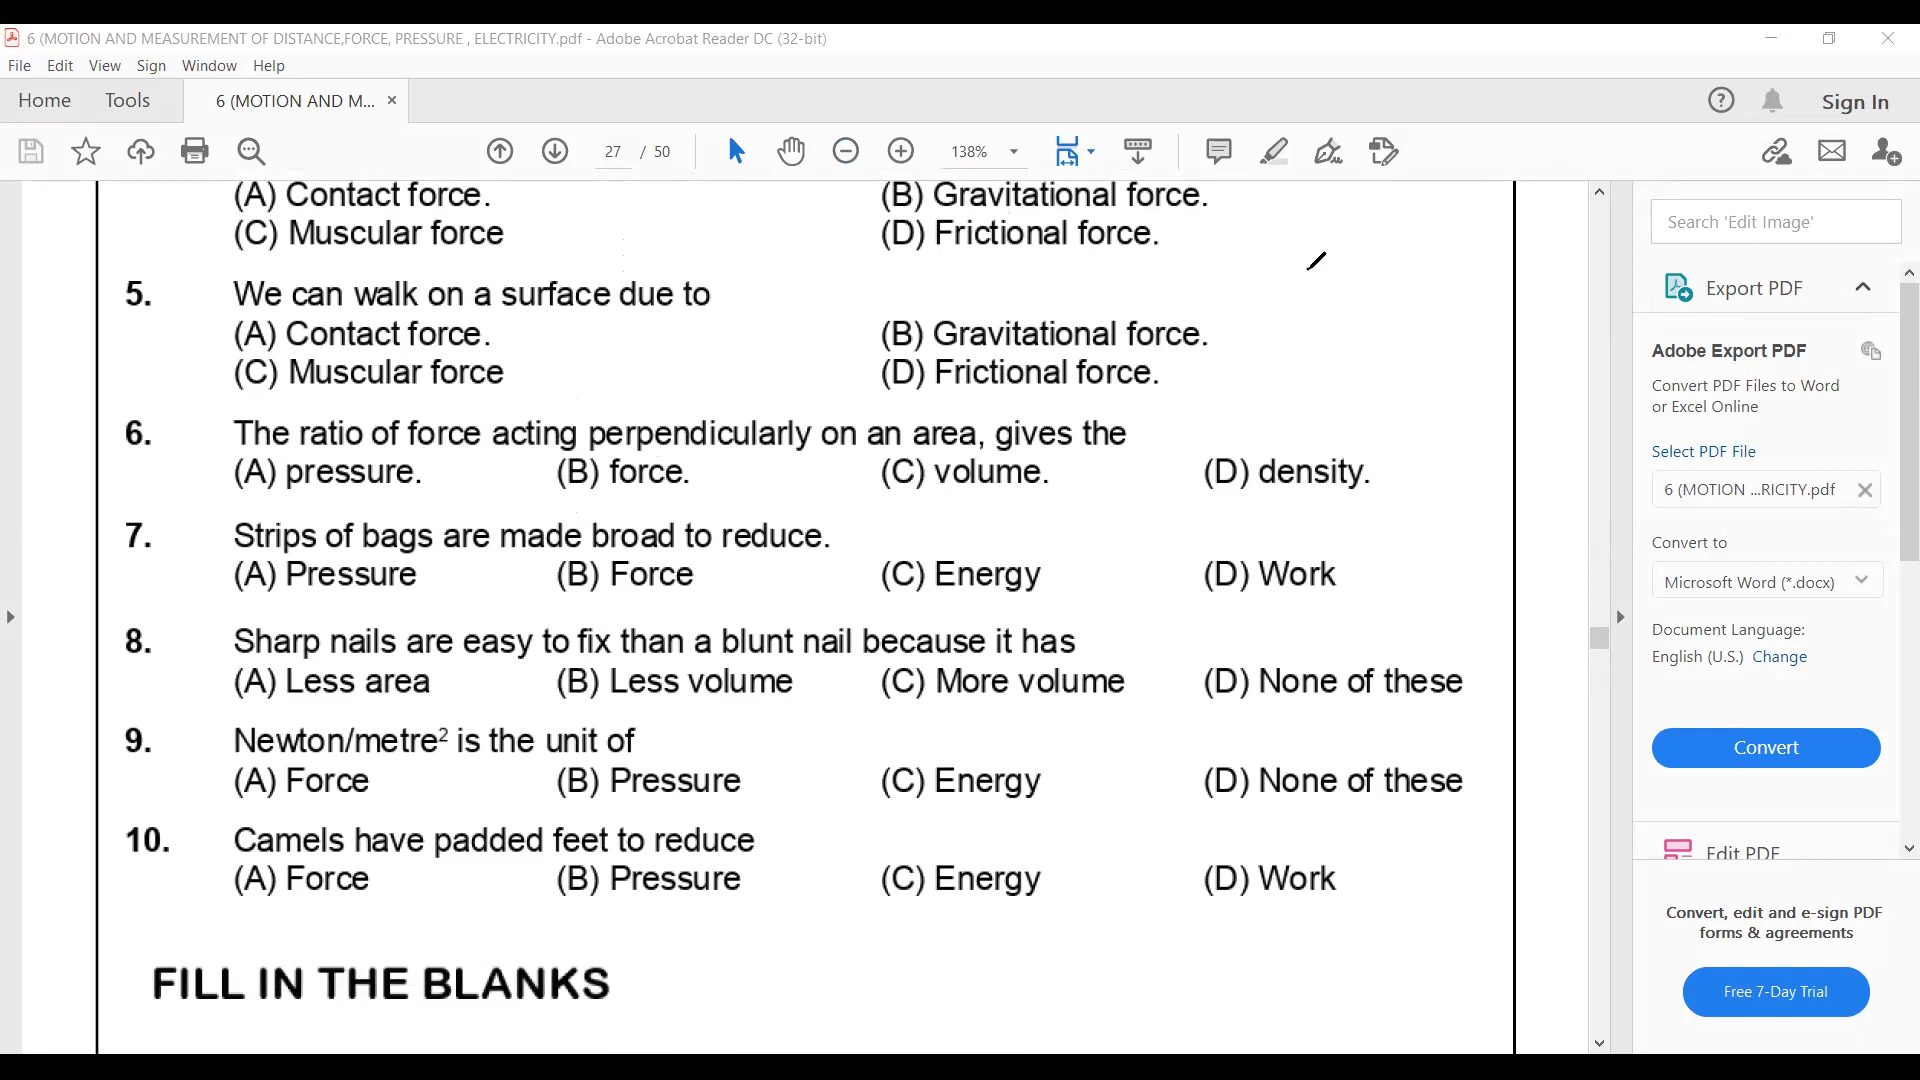 6 (MOTION AND MEASUREMENT OF DISTANCE,FORCE, PRESSURE , ELECTRICITY.pdf - Adobe Acrobat Reader DC (32-bit)
File Edit View Sign Window Help
Home Tools 6 (MOTION AND M... × Sign In
27 / 50 138%
(A) Contact force. (B) Gravitational force.
(C) Muscular force (D) Frictional force.
5. We can walk on a surface due to
(A) Contact force. (B) Gravitational force.
(C) Muscular force (D) Frictional force.
6. The ratio of force acting perpendicularly on an area, gives the
(A) pressure. (B) force. (C) volume. (D) density.
7. Strips of bags are made broad to reduce.
(A) Pressure (B) Force (C) Energy (D) Work
8. Sharp nails are easy to fix than a blunt nail because it has
(A) Less area (B) Less volume (C) More volume (D) None of these
9. Newton/metre² is the unit of
(A) Force (B) Pressure (C) Energy (D) None of these
10. Camels have padded feet to reduce
(A) Force (B) Pressure (C) Energy (D) Work
FILL IN THE BLANKS
Search 'Edit Image'
Export PDF
Adobe Export PDF
Convert PDF Files to Word
or Excel Online
Select PDF File
6 (MOTION ...RICITY.pdf
Convert to
Microsoft Word (*.docx)
Document Language:
English (U.S.) Change
Convert
Edit PDF
Convert, edit and e-sign PDF
forms & agreements
Free 7-Day Trial